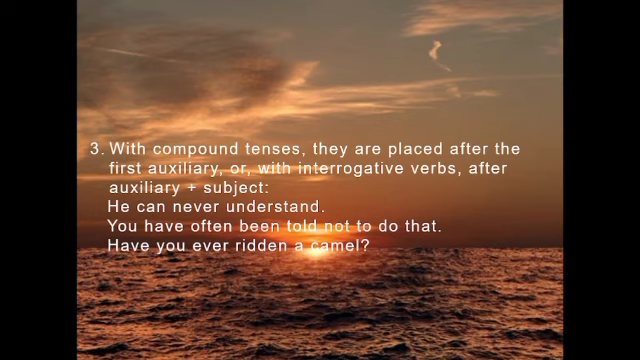 3. With compound tenses, they are placed after the
first auxiliary, or, with interrogative verbs, after
auxiliary + subject:
He can never understand.
You have often been told not to do that.
Have you ever ridden a camel?